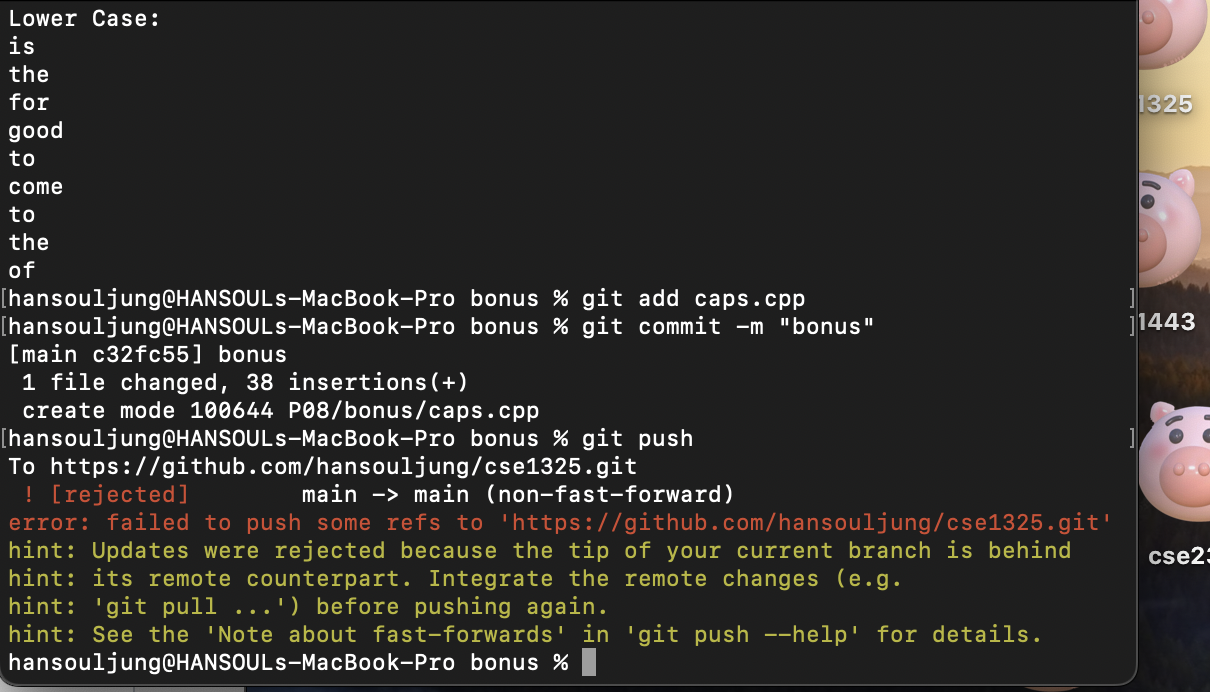 Lower Case:
is
the
for
good
to
come
to
the
of
[hansouljung@HANSOULs-MacBook-Pro bonus % git add caps.cpp ]
[hansouljung@HANSOULs-MacBook-Pro bonus % git commit -m "bonus" ]
[main c32fc55] bonus
 1 file changed, 38 insertions(+)
 create mode 100644 P08/bonus/caps.cpp
[hansouljung@HANSOULs-MacBook-Pro bonus % git push ]
To https://github.com/hansouljung/cse1325.git
 ! [rejected]        main -> main (non-fast-forward)
error: failed to push some refs to 'https://github.com/hansouljung/cse1325.git'
hint: Updates were rejected because the tip of your current branch is behind
hint: its remote counterpart. Integrate the remote changes (e.g.
hint: 'git pull ...') before pushing again.
hint: See the 'Note about fast-forwards' in 'git push --help' for details.
hansouljung@HANSOULs-MacBook-Pro bonus %
1325
1443
cse23